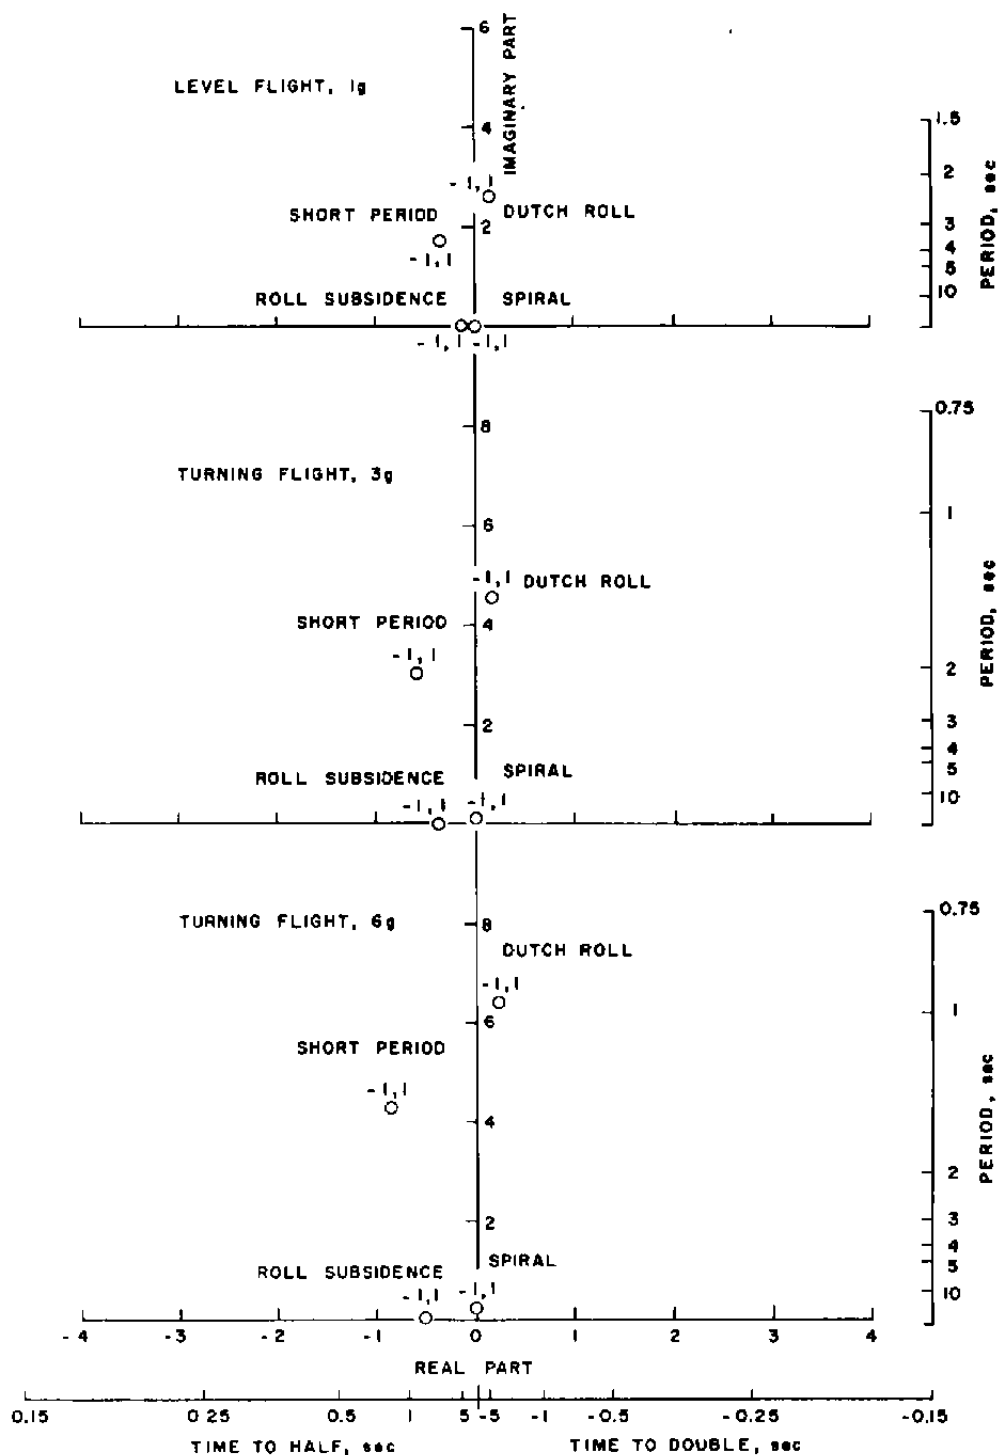 6
IMAGINARY PART
LEVEL FLIGHT, 1g
4
1.5
-1,1
2
SHORT PERIOD
DUTCH ROLL
2
3
4
-1,1
5
PERIOD, sec
10
ROLL SUBSIDENCE
SPIRAL
-1,1 -1,1
8
0.75
TURNING FLIGHT, 3g
1
6
-1,1 DUTCH ROLL
PERIOD, sec
SHORT PERIOD
4
-1,1
2
2
3
4
SPIRAL
5
ROLL SUBSIDENCE
10
-1,1 -1,1
TURNING FLIGHT, 6g
8
0.75
DUTCH ROLL
-1,1
6
1
SHORT PERIOD
-1,1
4
PERIOD, sec
2
2
3
4
SPIRAL
5
ROLL SUBSIDENCE
-1,1 -1,1
10
-4 -3 -2 -1 0 1 2 3 4
REAL PART
0.15 0.25 0.5 1 5 -5 -1 -0.5 -0.25 -0.15
TIME TO HALF, sec
TIME TO DOUBLE, sec